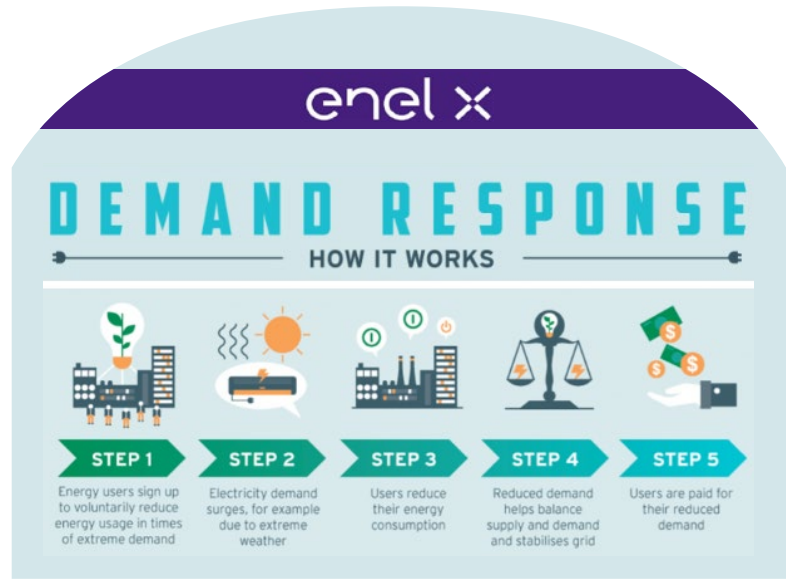 enel x
DEMAND RESPONSE
HOW IT WORKS
STEP 1
Energy users sign up
to voluntarily reduce
energy usage in times
of extreme demand
STEP 2
Electricity demand
surges, for example
due to extreme
weather
STEP 3
Users reduce
their energy
consumption
STEP 4
Reduced demand
helps balance
supply and demand
and stabilises grid
STEP 5
Users are paid for
their reduced
demand